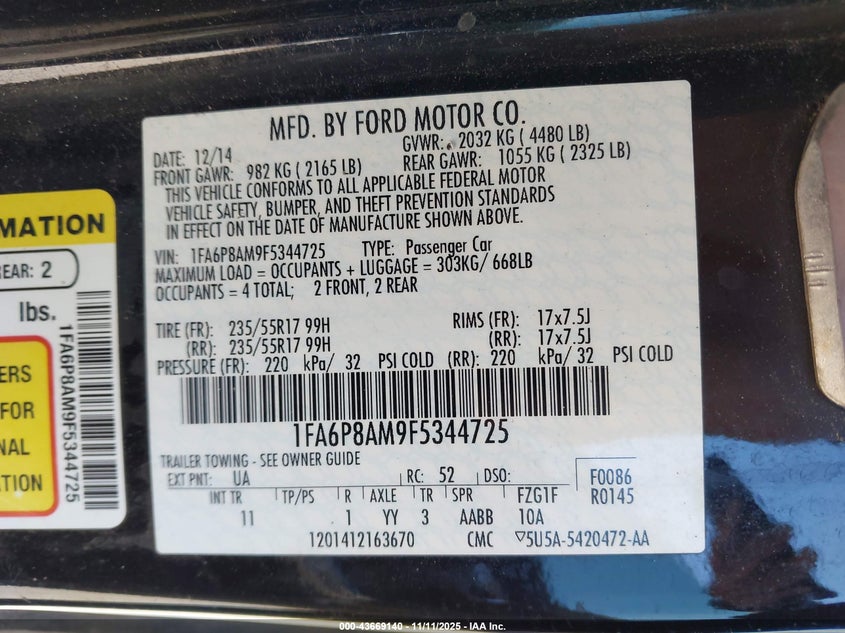 MFD. BY FORD MOTOR CO.
DATE: 12/14 GVWR: 2032 KG ( 4480 LB)
FRONT GAWR: 982 KG ( 2165 LB) REAR GAWR: 1055 KG ( 2325 LB)
THIS VEHICLE CONFORMS TO ALL APPLICABLE FEDERAL MOTOR
VEHICLE SAFETY, BUMPER, AND THEFT PREVENTION STANDARDS
IN EFFECT ON THE DATE OF MANUFACTURE SHOWN ABOVE.
VIN: 1FA6P8AM9F5344725 TYPE: Passenger Car
MAXIMUM LOAD = OCCUPANTS + LUGGAGE = 303KG/ 668LB
OCCUPANTS = 4 TOTAL; 2 FRONT, 2 REAR
TIRE (FR): 235/55R17 99H RIMS (FR): 17x7.5J
(RR): 235/55R17 99H (RR): 17x7.5J
PRESSURE (FR): 220 kPa/ 32 PSI COLD (RR): 220 kPa/ 32 PSI COLD
1FA6P8AM9F5344725
TRAILER TOWING - SEE OWNER GUIDE
EXT PNT: UA RC: 52 DSO: F0086
INT TR TP/PS R AXLE TR SPR FZG1F R0145
11 1 YY 3 AABB 10A
1201412163670 CMC 5U5A-5420472-AA
MATION
REAR: 2
lbs.
1FA6P8AM9F5344725
ERS
FOR
NAL
ATION
000-43669140 - 11/11/2025 - IAA Inc.